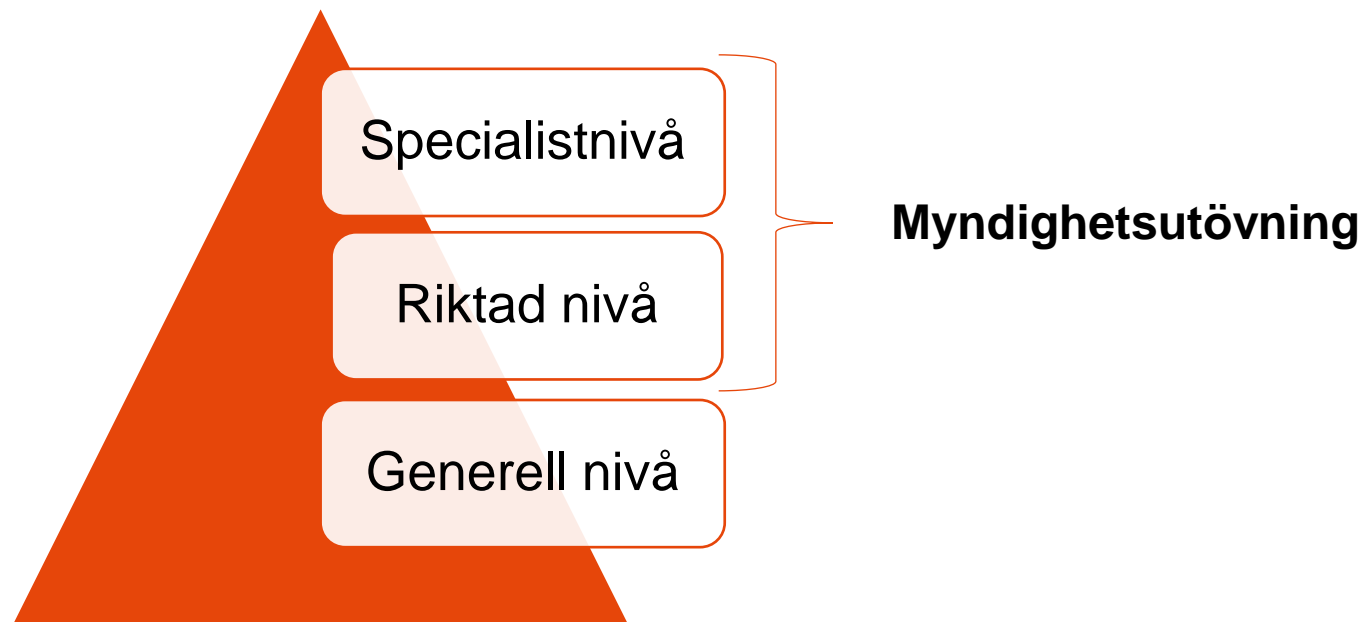 Specialistnivå
Myndighetsutövning
Riktad nivå
Generell nivå